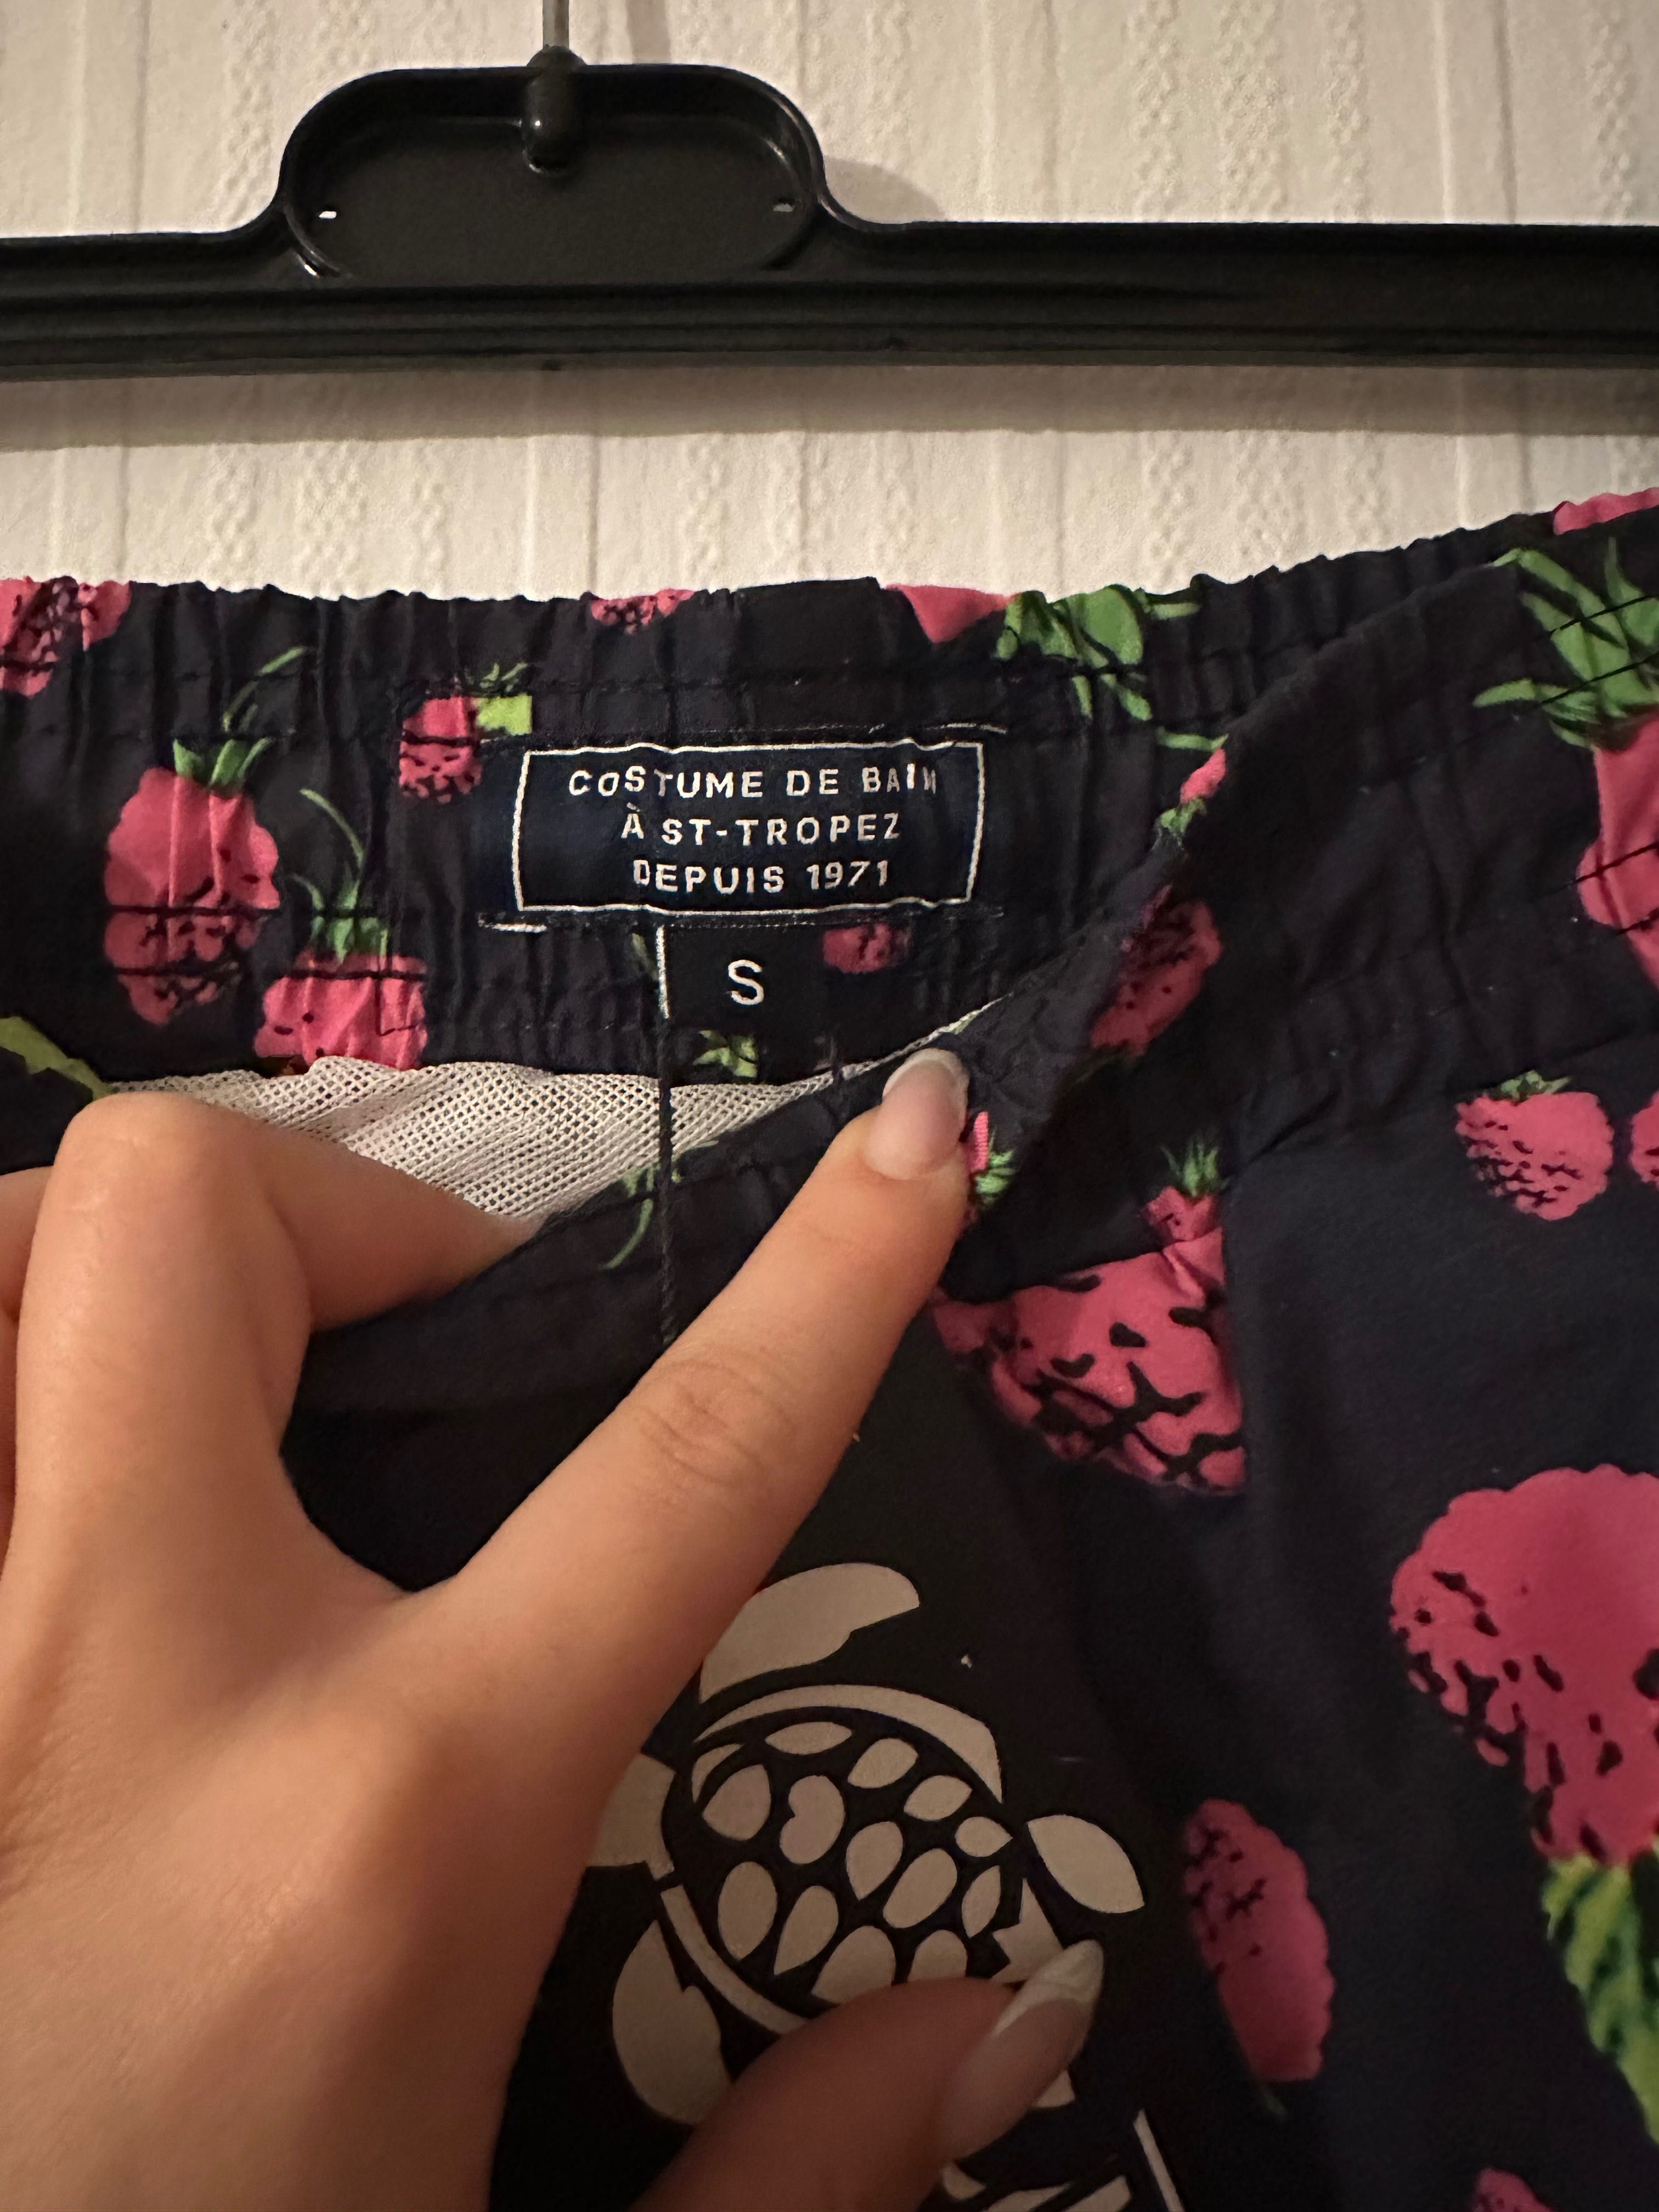 COSTUME DE BAIN
À ST-TROPEZ
DEPUIS 1971
S